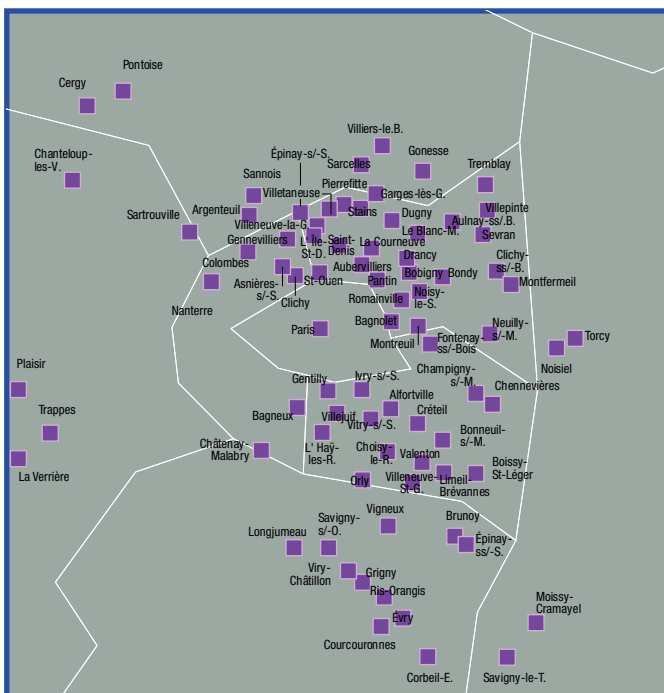 Pontoise
Cergy
Villiers-le.B.
Chanteloup-
les-V.
Épinay-s/-S.
Sarcelles
Gonesse
Tremblay
Sannois
Pierrefitte
Villetaneuse
Garges-lès-G.
Sartrouville
Argenteuil
Stains
Dugny
Villepinte
Villeneuve-la-G.
Aulnay-ss/.B.
Gennevilliers
L' Île-
St-D.
Saint-
Denis
La Courneuve
Le Blanc-M.
Sevran
Colombes
Aubervilliers
Drancy
Clichy-
ss/-B.
Asnières-
s/-S.
St-Ouen
Pantin
Bobigny
Bondy
Montfermeil
Nanterre
Clichy
Romainville
Noisy-
le-S.
Paris
Bagnolet
Neuilly-
s/-M.
Montreuil
Fontenay-
ss/-Bois
Torcy
Noisiel
Plaisir
Champigny-
s/-M.
Gentilly
Ivry-s/-S.
Chennevières
Trappes
Bagneux
Villejuif
Alfortville
Vitry-s/-S.
Créteil
Bonneuil-
s/-M.
Châtenay-
Malabry
L' Haÿ-
les-R.
Choisy-
le-R.
Valenton
La Verrière
Orly
Villeneuve-
St-G.
Limeil-
Brévannes
Boissy-
St-Léger
Vigneux
Brunoy
Longjumeau
Savigny-
s/-O.
Épinay-
ss/-S.
Viry-
Châtillon
Grigny
Ris-Orangis
Moissy-
Cramayel
Évry
Courcouronnes
Corbeil-E.
Savigny-le-T.